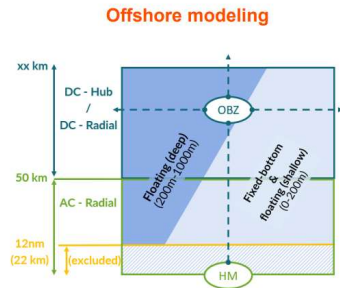 Offshore modeling
xx km
DC - Hub
/
DC - Radial
OBZ
Floating (deep)
(200m-1000m)
Fixed-bottom
&
floating (shallow)
(0-200m)
50 km
AC - Radial
12nm
(22 km)
(excluded)
HM